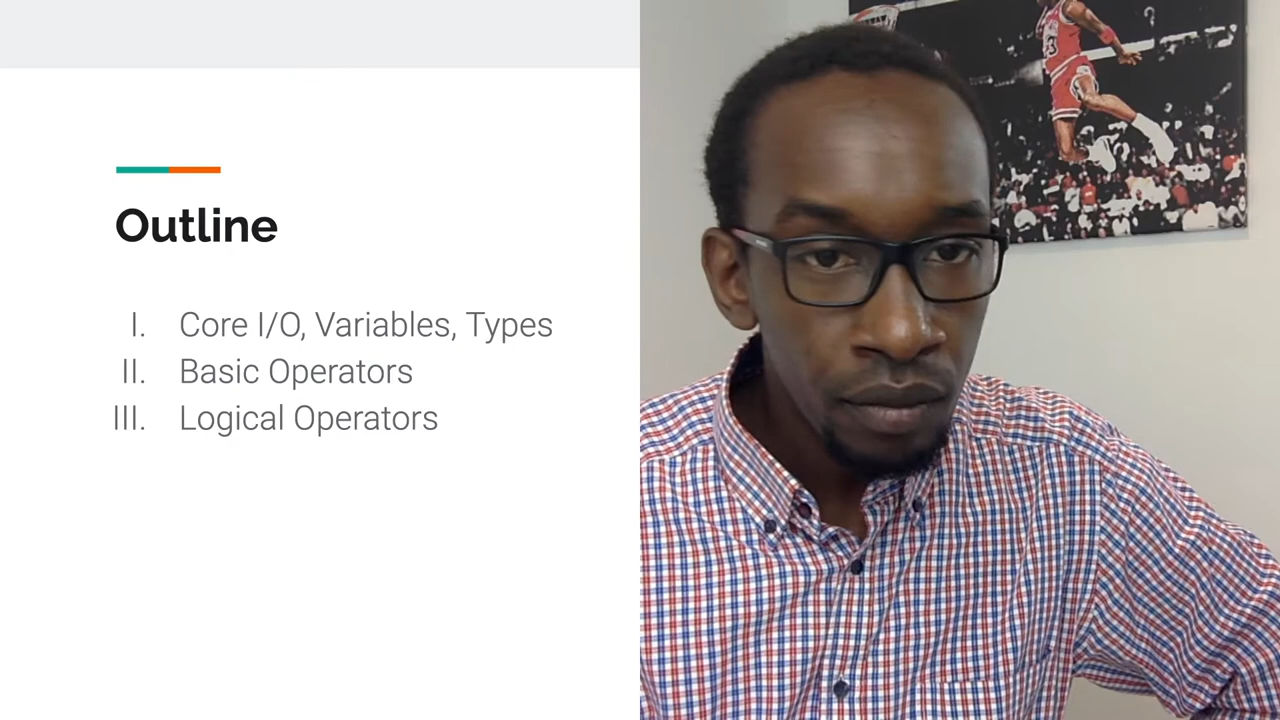 Outline
I. Core I/O, Variables, Types
II. Basic Operators
III. Logical Operators